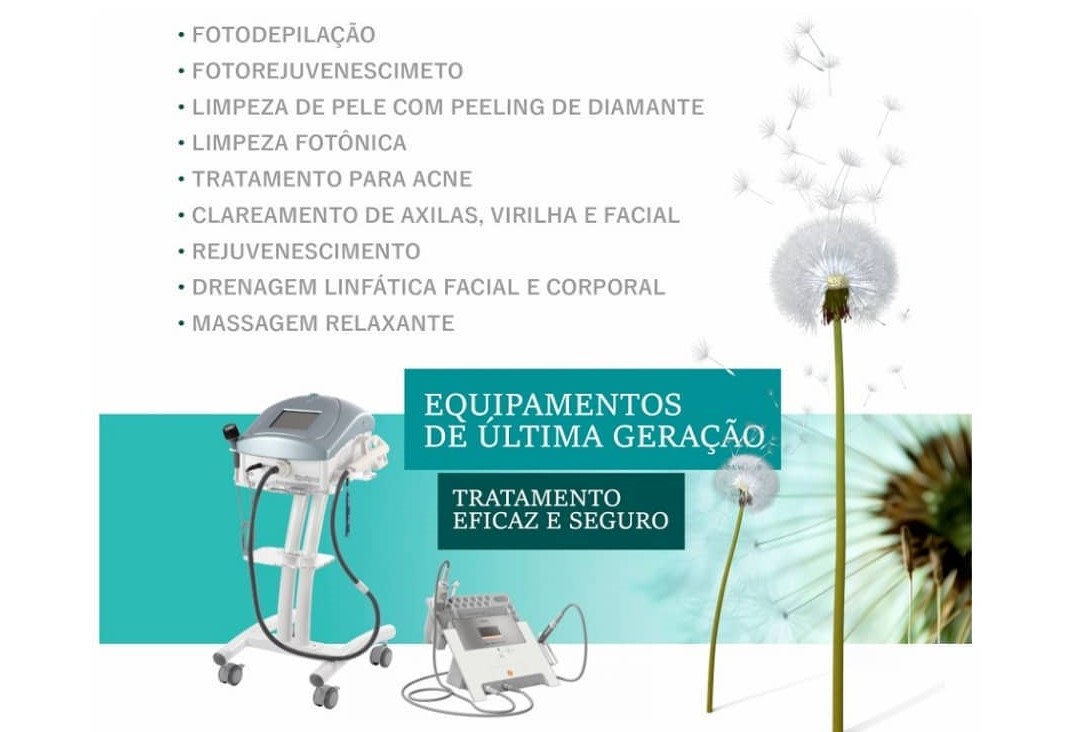 • FOTODEPILAÇÃO
• FOTOREJUVENESCIMETO
• LIMPEZA DE PELE COM PEELING DE DIAMANTE
• LIMPEZA FOTÔNICA
• TRATAMENTO PARA ACNE
• CLAREAMENTO DE AXILAS, VIRILHA E FACIAL
• REJUVENESCIMENTO
• DRENAGEM LINFÁTICA FACIAL E CORPORAL
• MASSAGEM RELAXANTE
EQUIPAMENTOS
DE ÚLTIMA GERAÇÃO
TRATAMENTO
EFICAZ E SEGURO